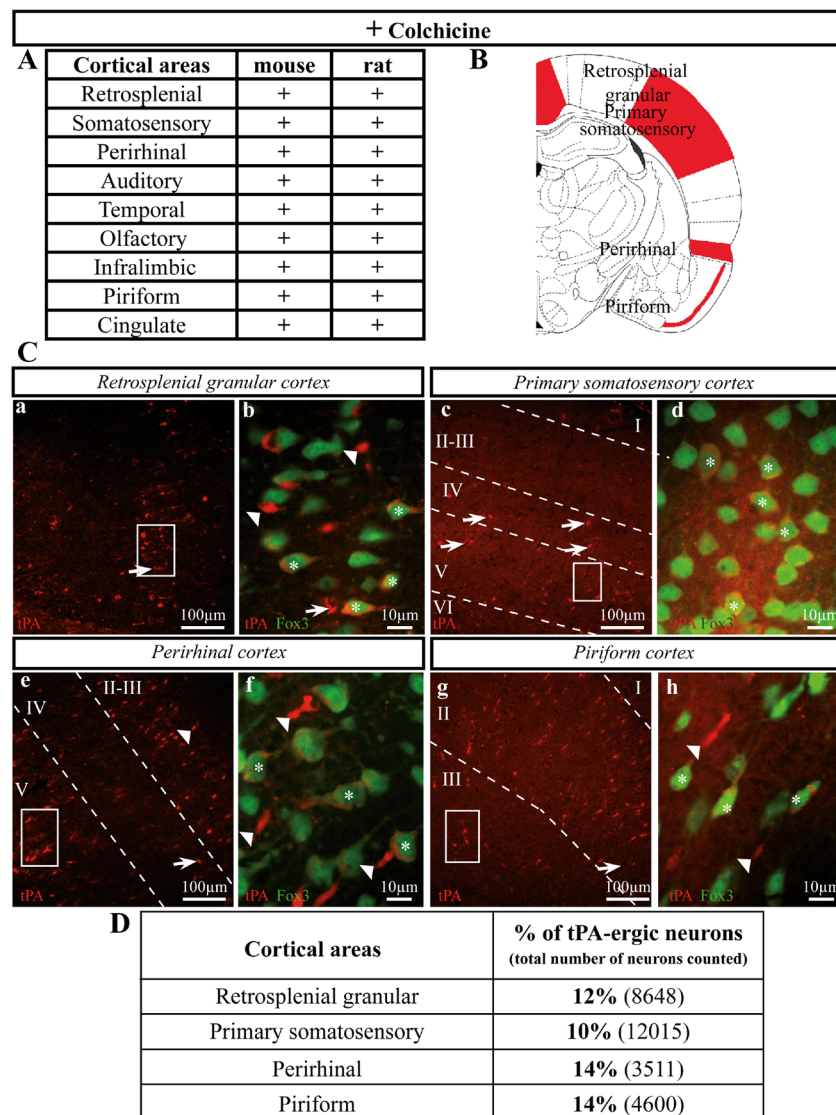 + Colchicine
A
Cortical areas mouse rat
Retrosplenial + +
Somatosensory + +
Perirhinal + +
Auditory + +
Temporal + +
Olfactory + +
Infralimbic + +
Piriform + +
Cingulate + +
B
Retrosplenial
granular
Primary
somatosensory
Perirhinal
Piriform
C
Retrosplenial granular cortex
a
100µm
tPA
b
* * * *
10µm
tPA Fox3
Primary somatosensory cortex
c
I
II-III
IV
V
VI
100µm
tPA
d
* * * * *
10µm
tPA Fox3
Perirhinal cortex
e
II-III
IV
V
100µm
tPA
f
* * *
10µm
tPA Fox3
Piriform cortex
g
I
II
III
100µm
tPA
h
* * *
10µm
tPA Fox3
D
Cortical areas % of tPA-ergic neurons
(total number of neurons counted)
Retrosplenial granular 12% (8648)
Primary somatosensory 10% (12015)
Perirhinal 14% (3511)
Piriform 14% (4600)